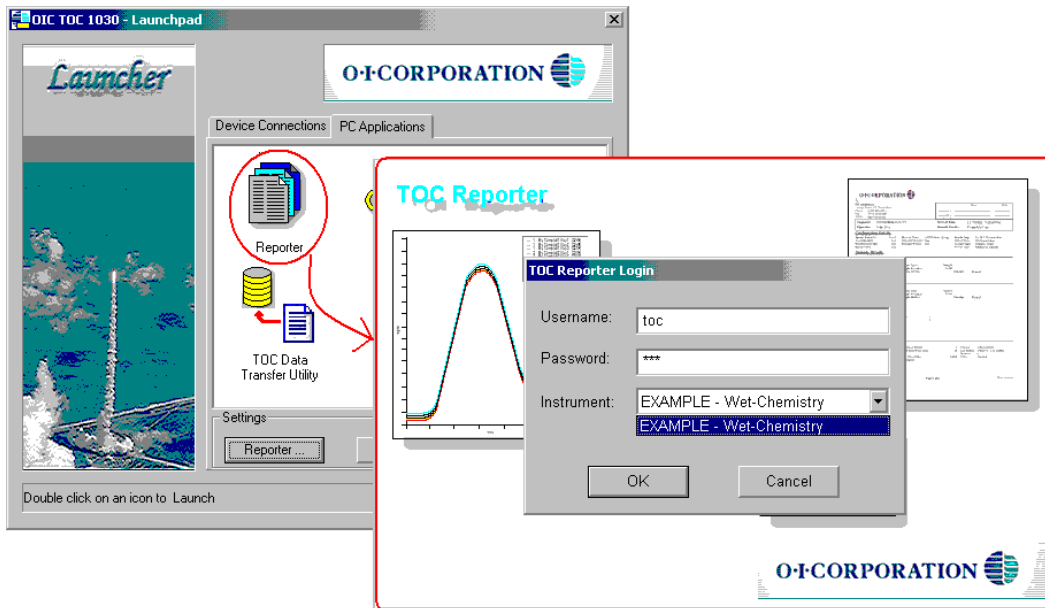 OIC TOC 1030 - Launchpad
Launcher
O·I·CORPORATION
Device Connections
PC Applications
Reporter
TOC Data
Transfer Utility
Settings
Reporter ...
Double click on an icon to Launch
TOC Reporter
O·I·CORPORATION
TOC Reporter Login
Username:
toc
Password:
***
Instrument:
EXAMPLE - Wet-Chemistry
EXAMPLE - Wet-Chemistry
OK
Cancel
O·I·CORPORATION